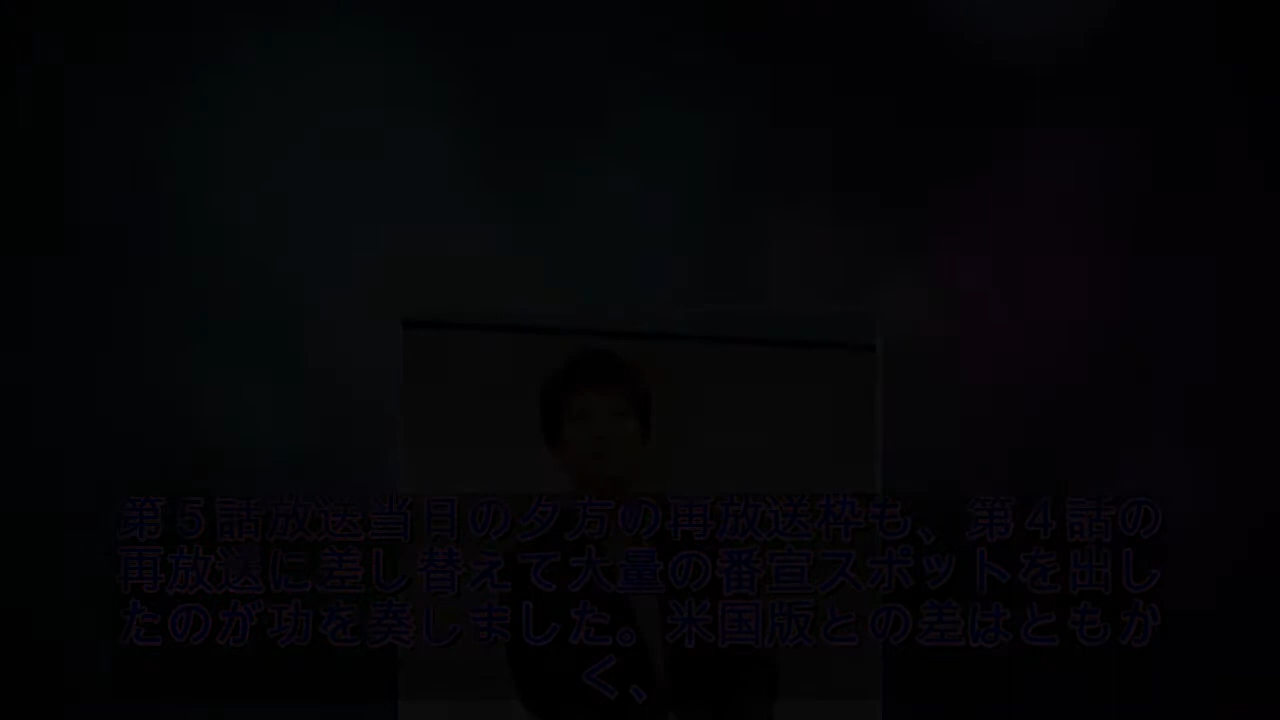 第５話放送当日の夕方の再放送枠も、第４話の
再放送に差し替えて大量の番宣スポットを出し
たのが功を奏しました。米国版との差はともか
く、